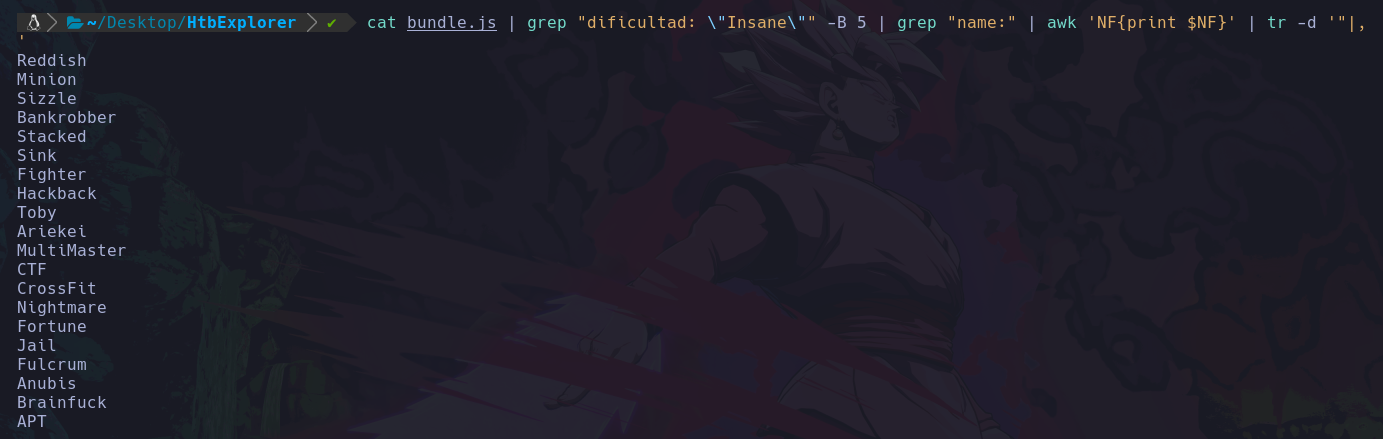 ~/Desktop/HtbExplorer ✔ cat bundle.js | grep "dificultad: \"Insane\"" -B 5 | grep "name:" | awk 'NF{print $NF}' | tr -d '"|,
'
Reddish
Minion
Sizzle
Bankrobber
Stacked
Sink
Fighter
Hackback
Toby
Ariekei
MultiMaster
CTF
CrossFit
Nightmare
Fortune
Jail
Fulcrum
Anubis
Brainfuck
APT